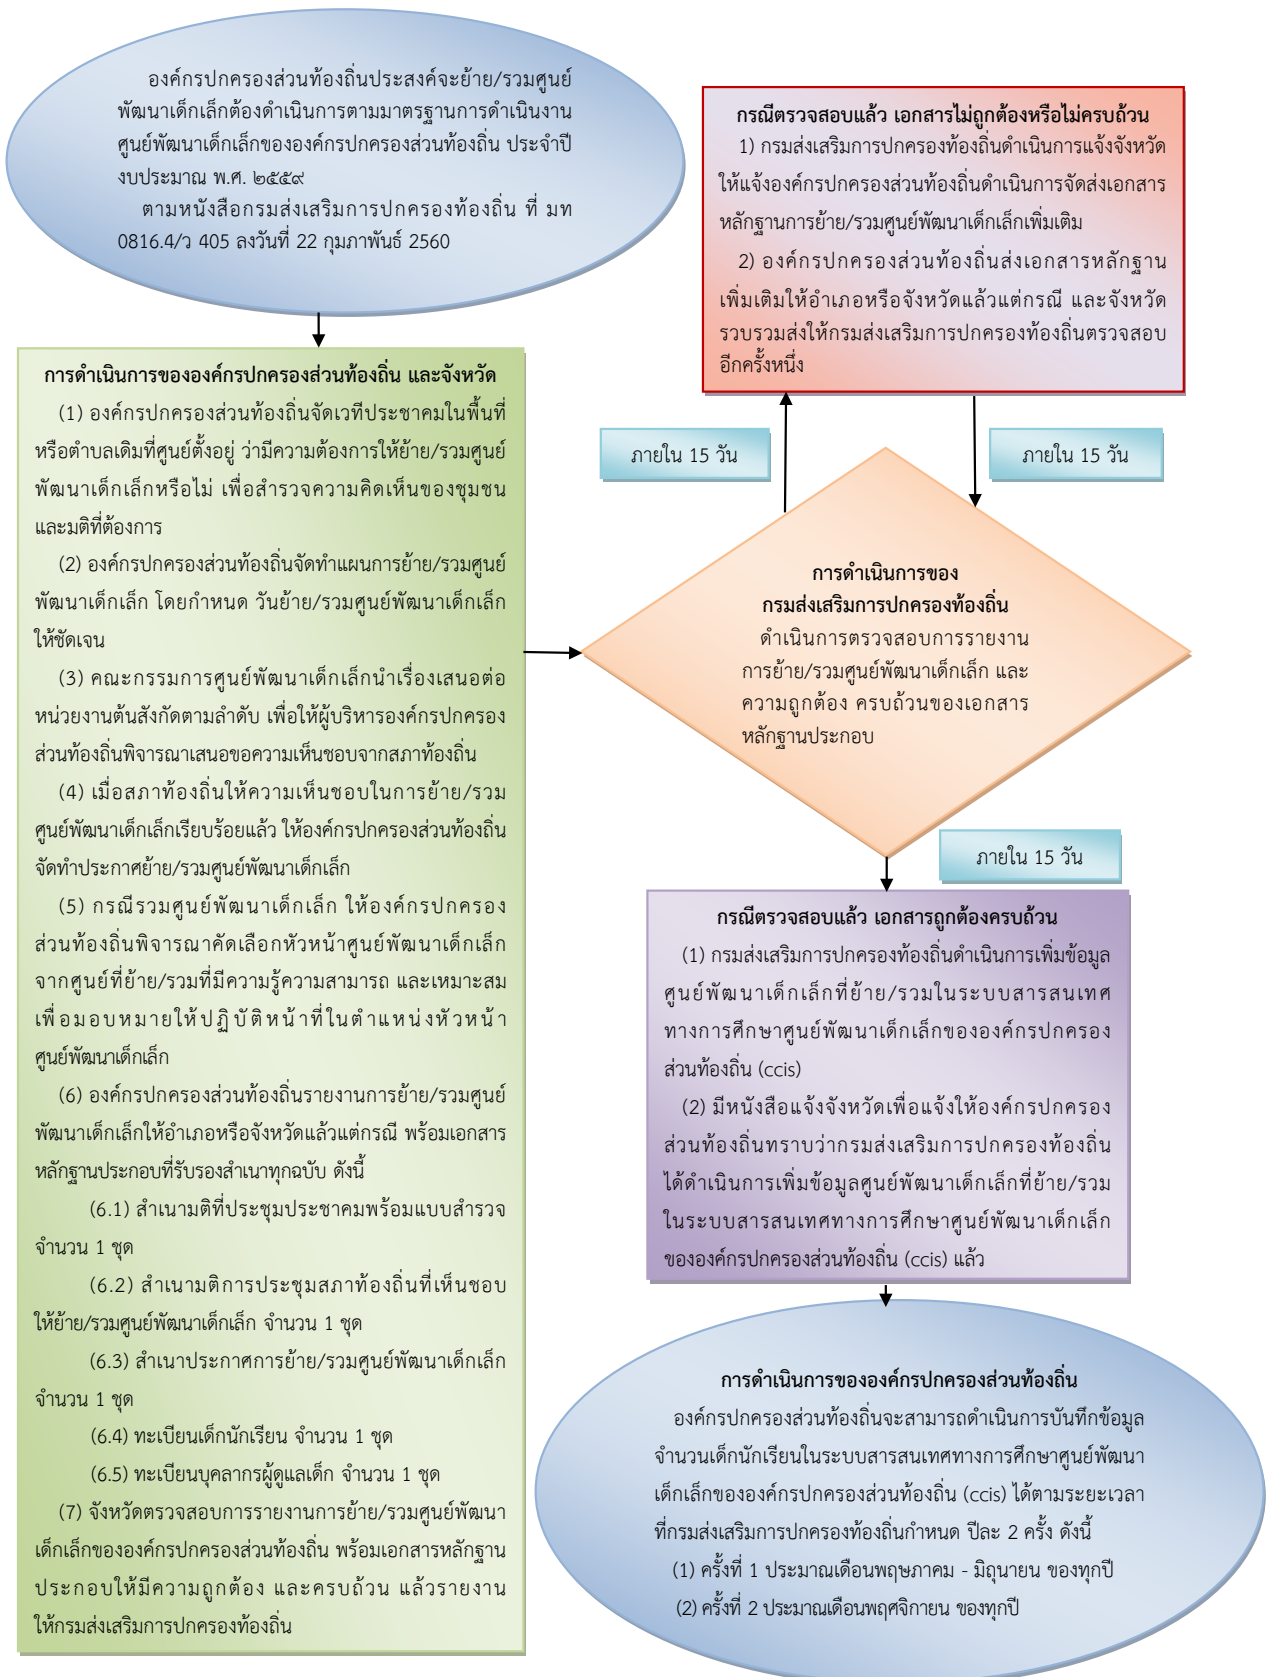 องค์กรปกครองส่วนท้องถิ่นประสงค์จะย้าย/รวมศูนย์
พัฒนาเด็กเล็กต้องดำเนินการตามมาตรฐานการดำเนินงาน
ศูนย์พัฒนาเด็กเล็กขององค์กรปกครองส่วนท้องถิ่น ประจำปี
งบประมาณ พ.ศ. ๒๕๕๙
ตามหนังสือกรมส่งเสริมการปกครองท้องถิ่น ที่ มท
0816.4/ว 405 ลงวันที่ 22 กุมภาพันธ์ 2560
การดำเนินการขององค์กรปกครองส่วนท้องถิ่น และจังหวัด
(1) องค์กรปกครองส่วนท้องถิ่นจัดเวทีประชาคมในพื้นที่
หรือตำบลเดิมที่ศูนย์ตั้งอยู่ ว่ามีความต้องการให้ย้าย/รวมศูนย์
พัฒนาเด็กเล็กหรือไม่ เพื่อสำรวจความคิดเห็นของชุมชน
และมติที่ต้องการ
(2) องค์กรปกครองส่วนท้องถิ่นจัดทำแผนการย้าย/รวมศูนย์
พัฒนาเด็กเล็ก โดยกำหนด วันย้าย/รวมศูนย์พัฒนาเด็กเล็ก
ให้ชัดเจน
(3) คณะกรรมการศูนย์พัฒนาเด็กเล็กนำเรื่องเสนอต่อ
หน่วยงานต้นสังกัดตามลำดับ เพื่อให้ผู้บริหารองค์กรปกครอง
ส่วนท้องถิ่นพิจารณาเสนอขอความเห็นชอบจากสภาท้องถิ่น
(4) เมื่อสภาท้องถิ่นให้ความเห็นชอบในการย้าย/รวม
ศูนย์พัฒนาเด็กเล็กเรียบร้อยแล้ว ให้องค์กรปกครองส่วนท้องถิ่น
จัดทำประกาศย้าย/รวมศูนย์พัฒนาเด็กเล็ก
(5) กรณีรวมศูนย์พัฒนาเด็กเล็ก ให้องค์กรปกครอง
ส่วนท้องถิ่นพิจารณาคัดเลือกหัวหน้าศูนย์พัฒนาเด็กเล็ก
จากศูนย์ที่ย้าย/รวมที่มีความรู้ความสามารถ และเหมาะสม
เพื่อมอบหมายให้ปฏิบัติหน้าที่ในตำแหน่งหัวหน้า
ศูนย์พัฒนาเด็กเล็ก
(6) องค์กรปกครองส่วนท้องถิ่นรายงานการย้าย/รวมศูนย์
พัฒนาเด็กเล็กให้อำเภอหรือจังหวัดแล้วแต่กรณี พร้อมเอกสาร
หลักฐานประกอบที่รับรองสำเนาทุกฉบับ ดังนี้
(6.1) สำเนามติที่ประชุมประชาคมพร้อมแบบสำรวจ
จำนวน 1 ชุด
(6.2) สำเนามติการประชุมสภาท้องถิ่นที่เห็นชอบ
ให้ย้าย/รวมศูนย์พัฒนาเด็กเล็ก จำนวน 1 ชุด
(6.3) สำเนาประกาศการย้าย/รวมศูนย์พัฒนาเด็กเล็ก
จำนวน 1 ชุด
(6.4) ทะเบียนเด็กนักเรียน จำนวน 1 ชุด
(6.5) ทะเบียนบุคลากรผู้ดูแลเด็ก จำนวน 1 ชุด
(7) จังหวัดตรวจสอบการรายงานการย้าย/รวมศูนย์พัฒนา
เด็กเล็กขององค์กรปกครองส่วนท้องถิ่น พร้อมเอกสารหลักฐาน
ประกอบให้มีความถูกต้อง และครบถ้วน แล้วรายงาน
ให้กรมส่งเสริมการปกครองท้องถิ่น
กรณีตรวจสอบแล้ว เอกสารไม่ถูกต้องหรือไม่ครบถ้วน
1) กรมส่งเสริมการปกครองท้องถิ่นดำเนินการแจ้งจังหวัด
ให้แจ้งองค์กรปกครองส่วนท้องถิ่นดำเนินการจัดส่งเอกสาร
หลักฐานการย้าย/รวมศูนย์พัฒนาเด็กเล็กเพิ่มเติม
2) องค์กรปกครองส่วนท้องถิ่นส่งเอกสารหลักฐาน
เพิ่มเติมให้อำเภอหรือจังหวัดแล้วแต่กรณี และจังหวัด
รวบรวมส่งให้กรมส่งเสริมการปกครองท้องถิ่นตรวจสอบ
อีกครั้งหนึ่ง
ภายใน 15 วัน
ภายใน 15 วัน
การดำเนินการของ
กรมส่งเสริมการปกครองท้องถิ่น
ดำเนินการตรวจสอบการรายงาน
การย้าย/รวมศูนย์พัฒนาเด็กเล็ก และ
ความถูกต้อง ครบถ้วนของเอกสาร
หลักฐานประกอบ
ภายใน 15 วัน
กรณีตรวจสอบแล้ว เอกสารถูกต้องครบถ้วน
(1) กรมส่งเสริมการปกครองท้องถิ่นดำเนินการเพิ่มข้อมูล
ศูนย์พัฒนาเด็กเล็กที่ย้าย/รวมในระบบสารสนเทศ
ทางการศึกษาศูนย์พัฒนาเด็กเล็กขององค์กรปกครอง
ส่วนท้องถิ่น (ccis)
(2) มีหนังสือแจ้งจังหวัดเพื่อแจ้งให้องค์กรปกครอง
ส่วนท้องถิ่นทราบว่ากรมส่งเสริมการปกครองท้องถิ่น
ได้ดำเนินการเพิ่มข้อมูลศูนย์พัฒนาเด็กเล็กที่ย้าย/รวม
ในระบบสารสนเทศทางการศึกษาศูนย์พัฒนาเด็กเล็ก
ขององค์กรปกครองส่วนท้องถิ่น (ccis) แล้ว
การดำเนินการขององค์กรปกครองส่วนท้องถิ่น
องค์กรปกครองส่วนท้องถิ่นจะสามารถดำเนินการบันทึกข้อมูล
จำนวนเด็กนักเรียนในระบบสารสนเทศทางการศึกษาศูนย์พัฒนา
เด็กเล็กขององค์กรปกครองส่วนท้องถิ่น (ccis) ได้ตามระยะเวลา
ที่กรมส่งเสริมการปกครองท้องถิ่นกำหนด ปีละ 2 ครั้ง ดังนี้
(1) ครั้งที่ 1 ประมาณเดือนพฤษภาคม - มิถุนายน ของทุกปี
(2) ครั้งที่ 2 ประมาณเดือนพฤศจิกายน ของทุกปี